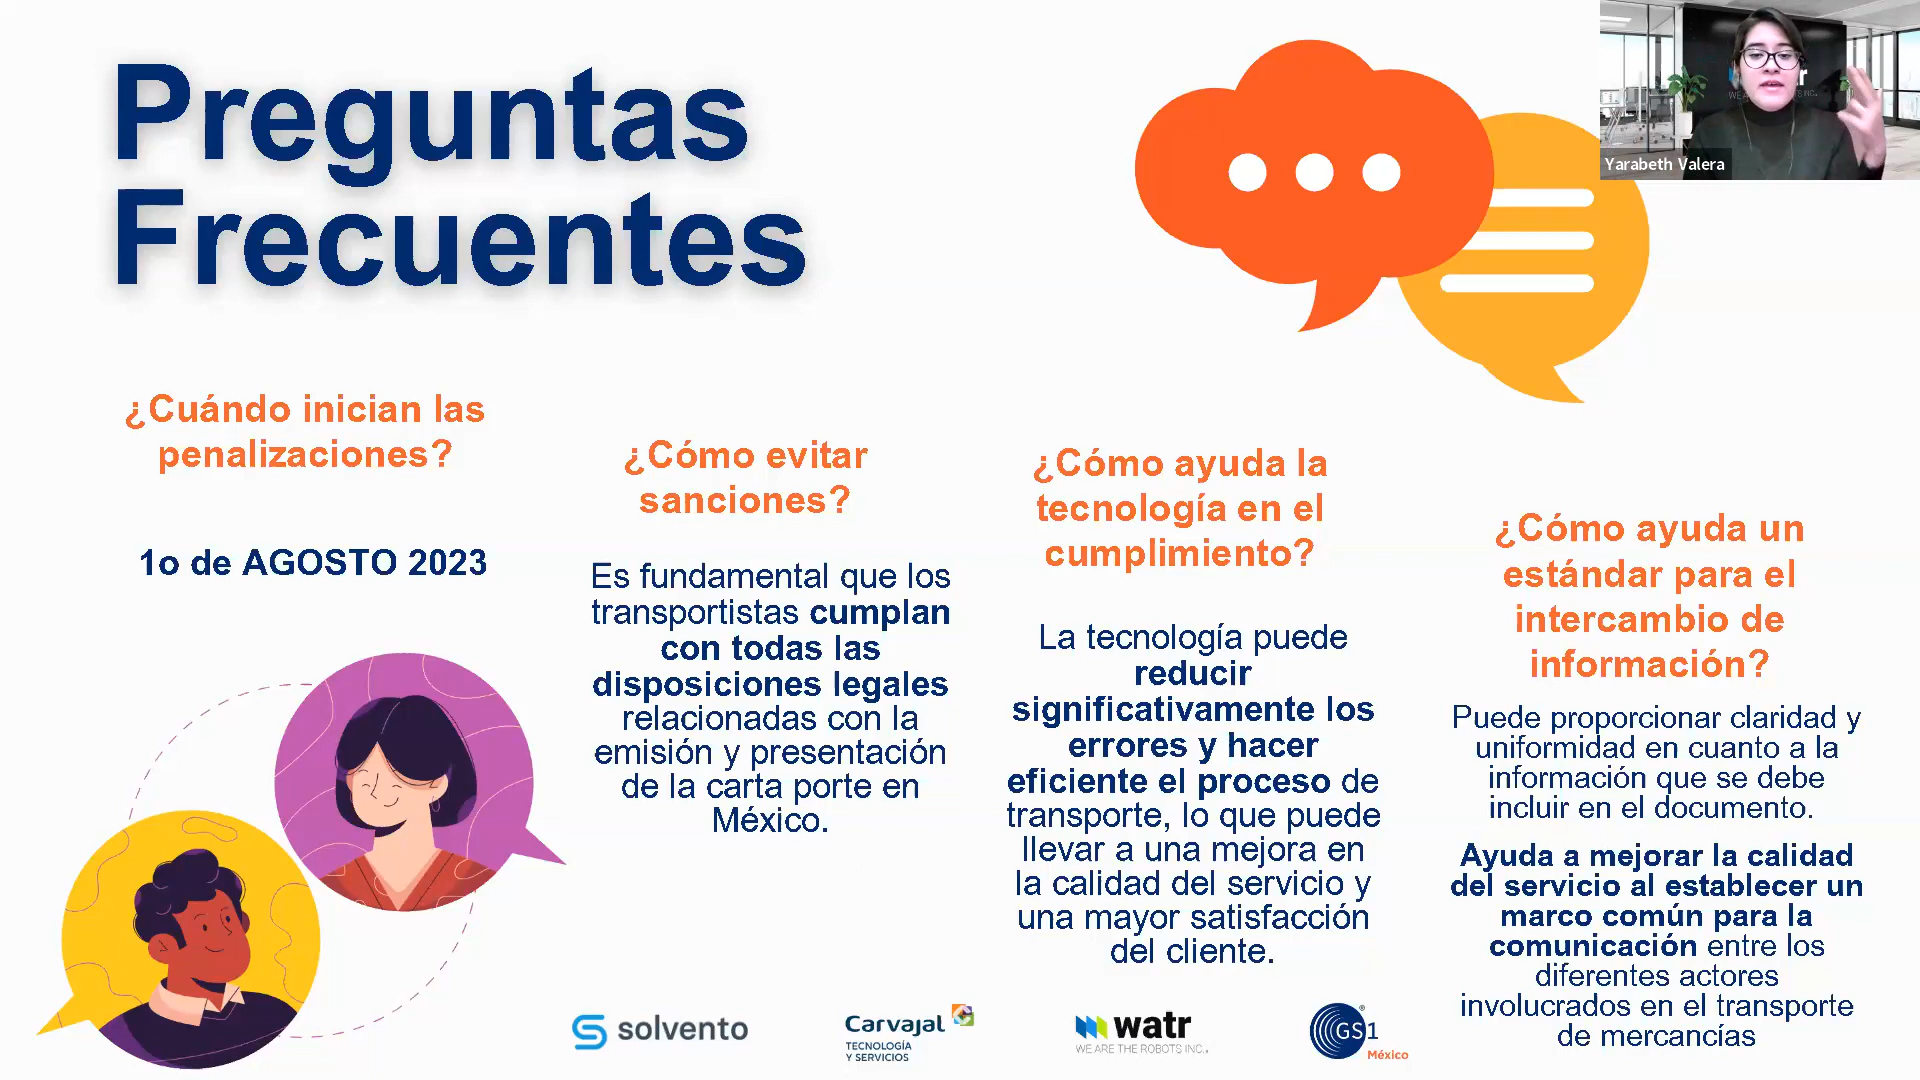 Preguntas
Frecuentes
Yarabeth Valera
¿Cuándo inician las
penalizaciones?
1o de AGOSTO 2023
¿Cómo evitar
sanciones?
Es fundamental que los
transportistas cumplan
con todas las
disposiciones legales
relacionadas con la
emisión y presentación
de la carta porte en
México.
¿Cómo ayuda la
tecnología en el
cumplimiento?
La tecnología puede
reducir
significativamente los
errores y hacer
eficiente el proceso de
transporte, lo que puede
llevar a una mejora en
la calidad del servicio y
una mayor satisfacción
del cliente.
¿Cómo ayuda un
estándar para el
intercambio de
información?
Puede proporcionar claridad y
uniformidad en cuanto a la
información que se debe
incluir en el documento.
Ayuda a mejorar la calidad
del servicio al establecer un
marco común para la
comunicación entre los
diferentes actores
involucrados en el transporte
de mercancías
solvento
Carvajal
TECNOLOGÍA
Y SERVICIOS
watr
WE ARE THE ROBOTS INC.
GS1
México